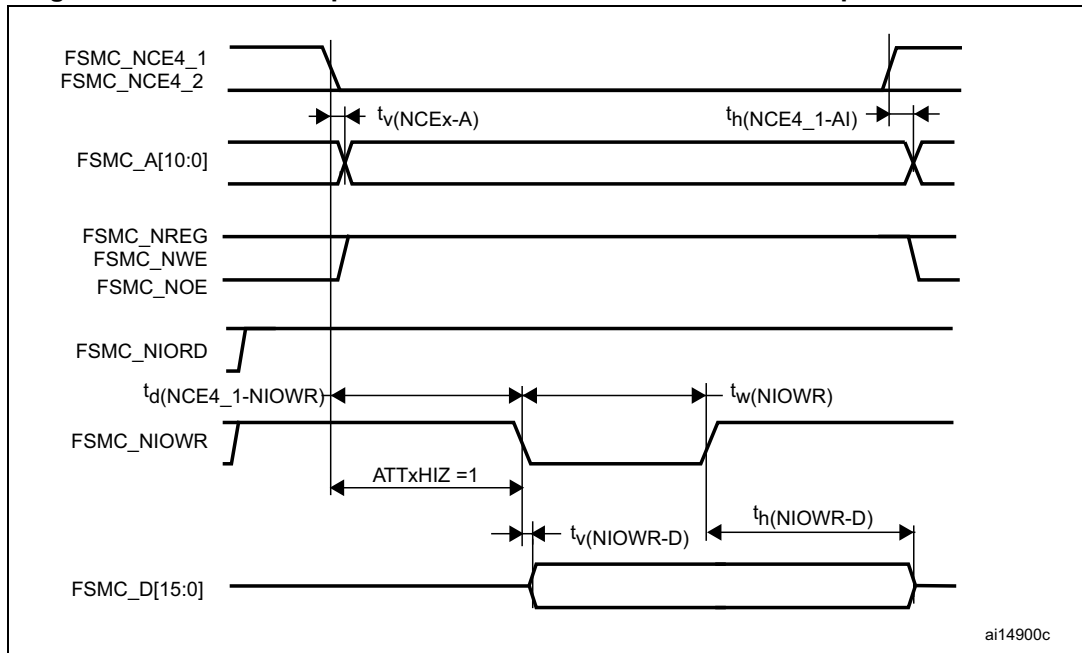 FSMC_NCE4_1
FSMC_NCE4_2
tv(NCEx-A)
th(NCE4_1-AI)
FSMC_A[10:0]
FSMC_NREG
FSMC_NWE
FSMC_NOE
FSMC_NIORD
td(NCE4_1-NIOWR)
tw(NIOWR)
FSMC_NIOWR
ATTxHIZ =1
th(NIOWR-D)
tv(NIOWR-D)
FSMC_D[15:0]
ai14900c